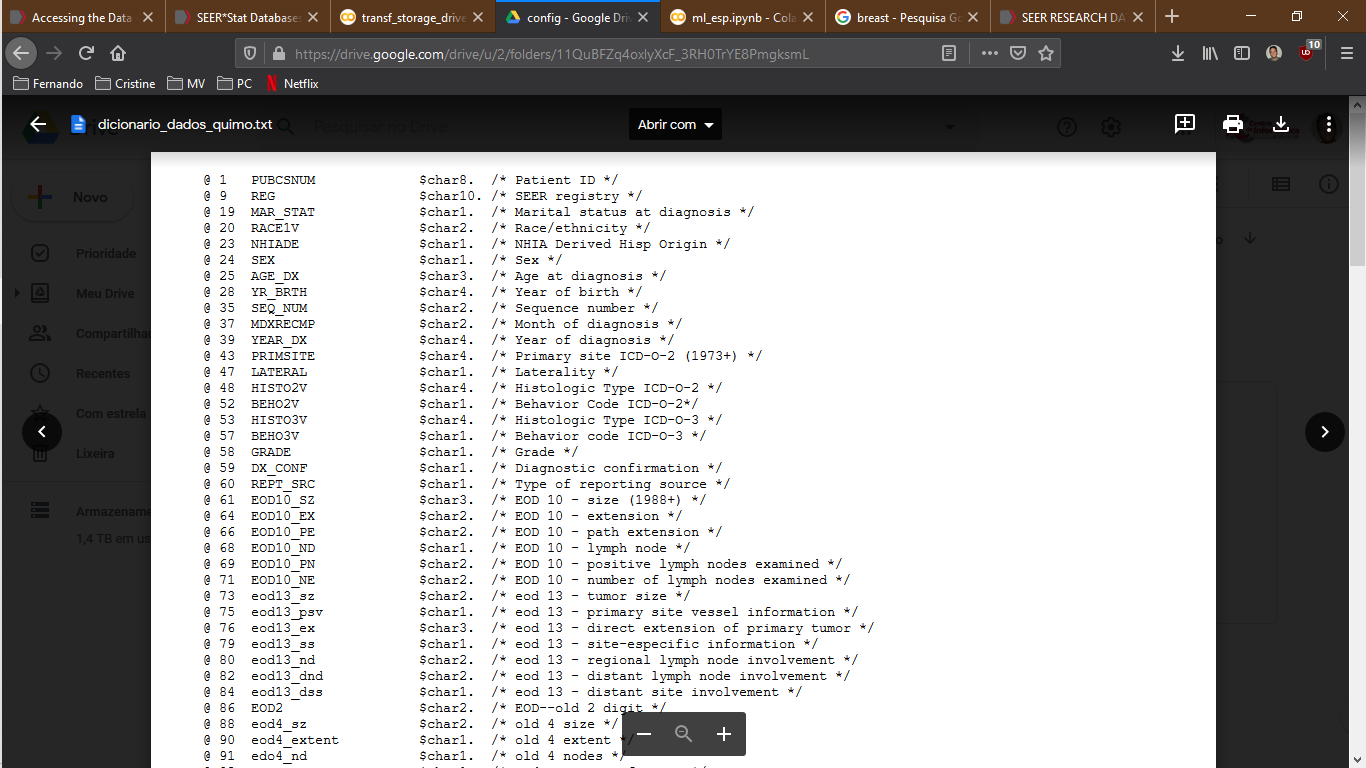 Accessing the Data
SEER*Stat Databases
transf_storage_drive
config - Google Dri
ml_esp.ipynb - Cola
breast - Pesquisa Go
SEER RESEARCH DA
https://drive.google.com/drive/u/2/folders/11QuBFZq4oxlyXcF_3RH0TrYE8PmgksmL
10
Fernando
Cristine
MV
PC
Netflix
dicionario_dados_quimo.txt
Pesquisar no Drive
Abrir com
Novo
Prioridade
Meu Drive
Compartilha
Recentes
Com estrela
Lixeira
Armazename
1,4 TB em us
@ 1 PUBCSNUM $char8. /* Patient ID */
@ 9 REG $char10. /* SEER registry */
@ 19 MAR_STAT $char1. /* Marital status at diagnosis */
@ 20 RACE1V $char2. /* Race/ethnicity */
@ 23 NHIADE $char1. /* NHIA Derived Hisp Origin */
@ 24 SEX $char1. /* Sex */
@ 25 AGE_DX $char3. /* Age at diagnosis */
@ 28 YR_BRTH $char4. /* Year of birth */
@ 35 SEQ_NUM $char2. /* Sequence number */
@ 37 MDXRECMP $char2. /* Month of diagnosis */
@ 39 YEAR_DX $char4. /* Year of diagnosis */
@ 43 PRIMSITE $char4. /* Primary site ICD-O-2 (1973+) */
@ 47 LATERAL $char1. /* Laterality */
@ 48 HISTO2V $char4. /* Histologic Type ICD-O-2 */
@ 52 BEHO2V $char1. /* Behavior Code ICD-O-2*/
@ 53 HISTO3V $char4. /* Histologic Type ICD-O-3 */
@ 57 BEHO3V $char1. /* Behavior code ICD-O-3 */
@ 58 GRADE $char1. /* Grade */
@ 59 DX_CONF $char1. /* Diagnostic confirmation */
@ 60 REPT_SRC $char1. /* Type of reporting source */
@ 61 EOD10_SZ $char3. /* EOD 10 - size (1988+) */
@ 64 EOD10_EX $char2. /* EOD 10 - extension */
@ 66 EOD10_PE $char2. /* EOD 10 - path extension */
@ 68 EOD10_ND $char1. /* EOD 10 - lymph node */
@ 69 EOD10_PN $char2. /* EOD 10 - positive lymph nodes examined */
@ 71 EOD10_NE $char2. /* EOD 10 - number of lymph nodes examined */
@ 73 eod13_sz $char2. /* eod 13 - tumor size */
@ 75 eod13_psv $char1. /* eod 13 - primary site vessel information */
@ 76 eod13_ex $char3. /* eod 13 - direct extension of primary tumor */
@ 79 eod13_ss $char1. /* eod 13 - site-especific information */
@ 80 eod13_nd $char2. /* eod 13 - regional lymph node involvement */
@ 82 eod13_dnd $char2. /* eod 13 - distant lymph node involvement */
@ 84 eod13_dss $char1. /* eod 13 - distant site involvement */
@ 86 EOD2 $char2. /* EOD--old 2 digit */
@ 88 eod4_sz $char2. /* old 4 size */
@ 90 eod4_extent $char1. /* old 4 extent */
@ 91 edo4_nd $char1. /* old 4 nodes */